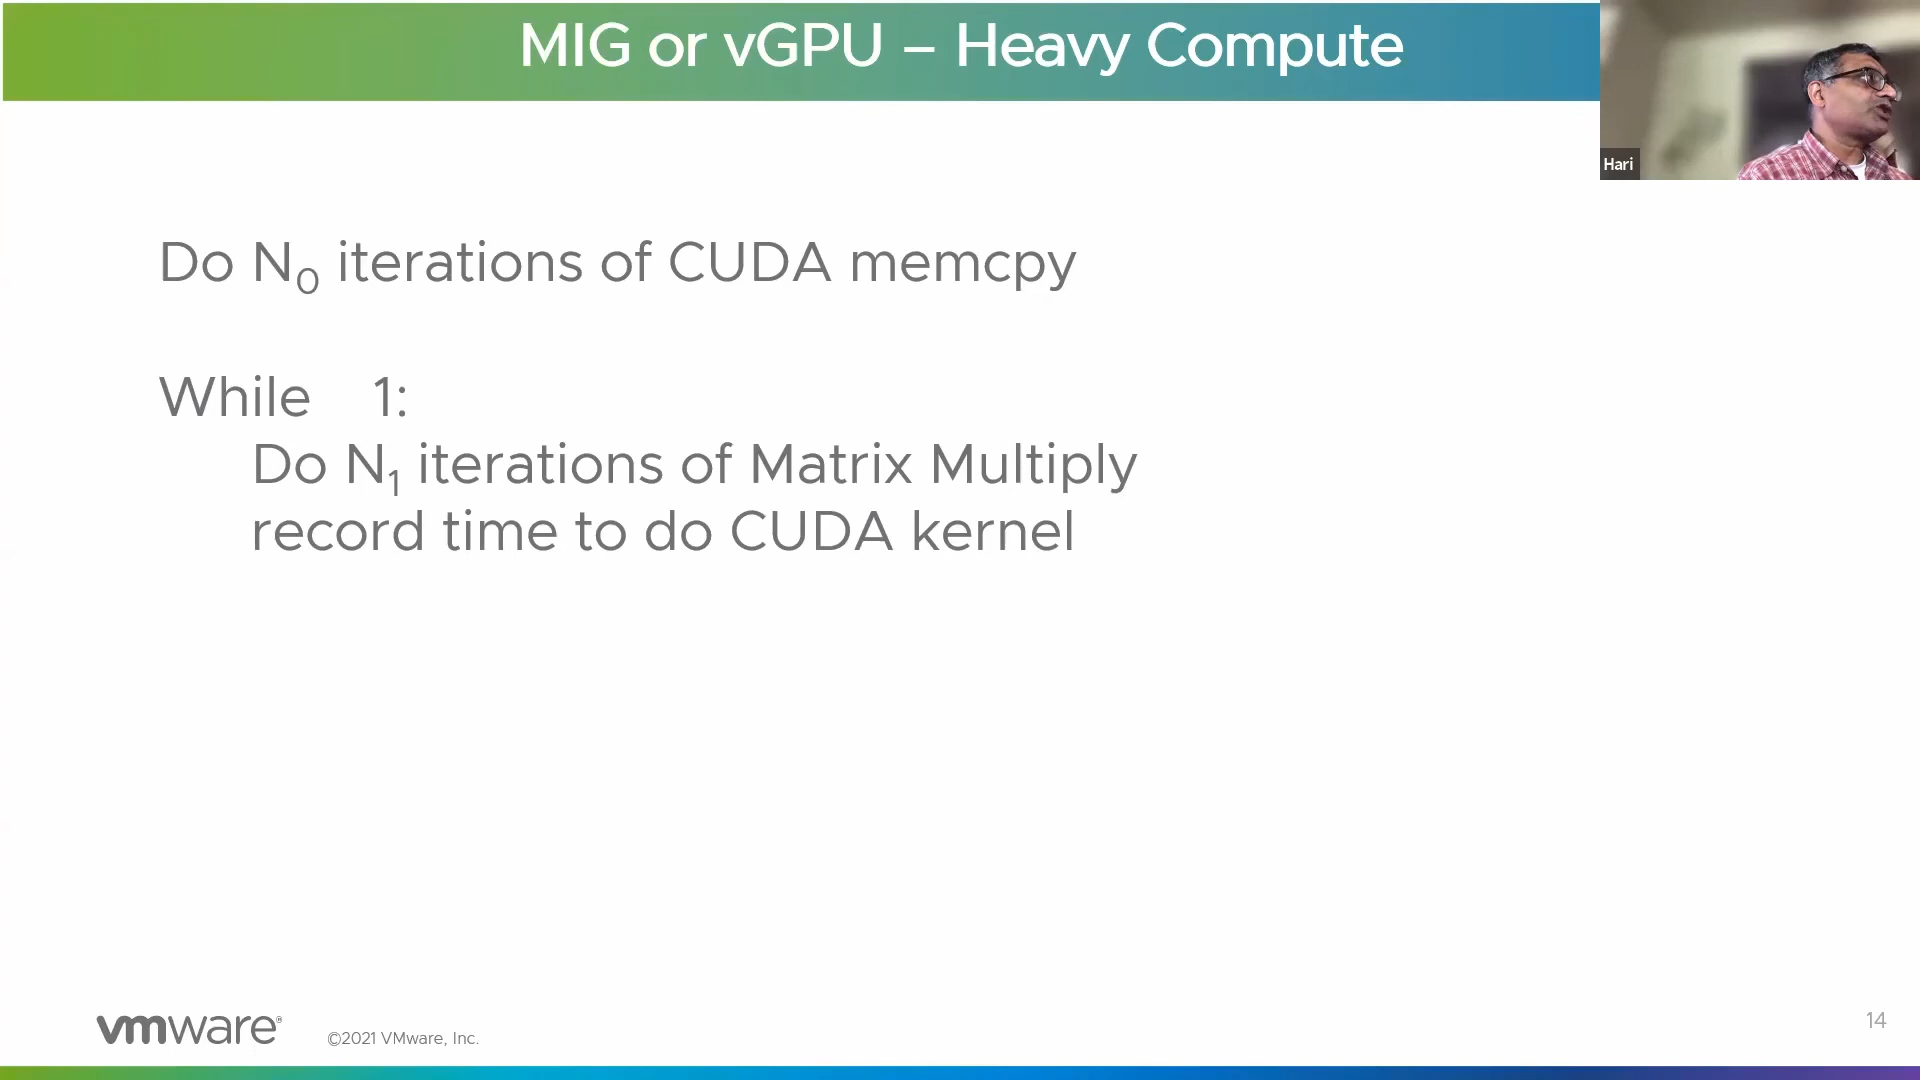 MIG or vGPU – Heavy Compute
Hari
Do N₀ iterations of CUDA memcpy
While 1:
Do N₁ iterations of Matrix Multiply
record time to do CUDA kernel
vmware®
©2021 VMware, Inc.
14